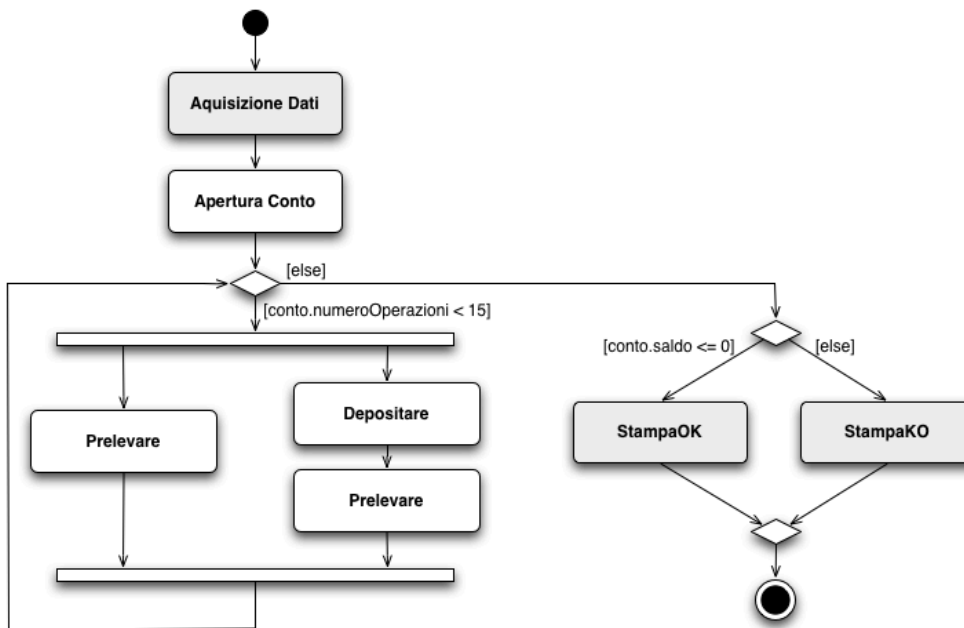 Aquisizione Dati
Apertura Conto
[else]
[conto.numeroOperazioni < 15]
[conto.saldo <= 0]
[else]
Prelevare
Depositare
Prelevare
StampaOK
StampaKO